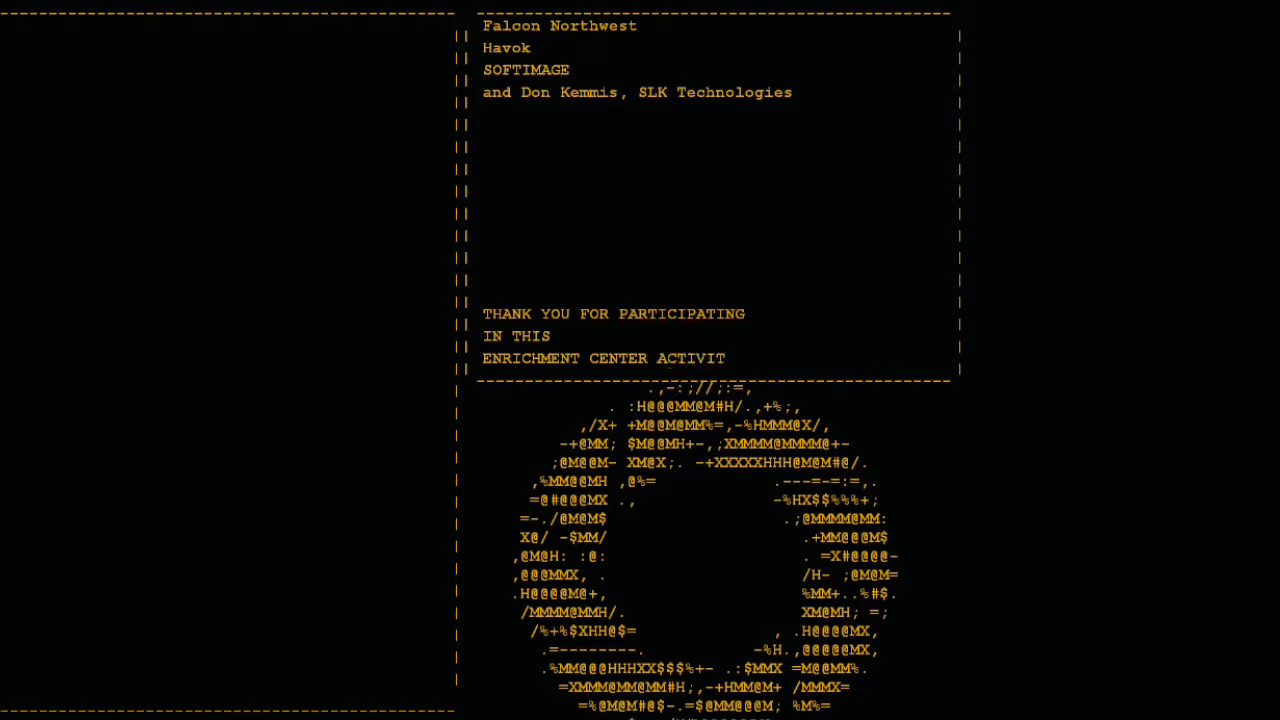 Falcon Northwest
Havok
SOFTIMAGE
and Don Kemmis, SLK Technologies
THANK YOU FOR PARTICIPATING
IN THIS
ENRICHMENT CENTER ACTIVIT